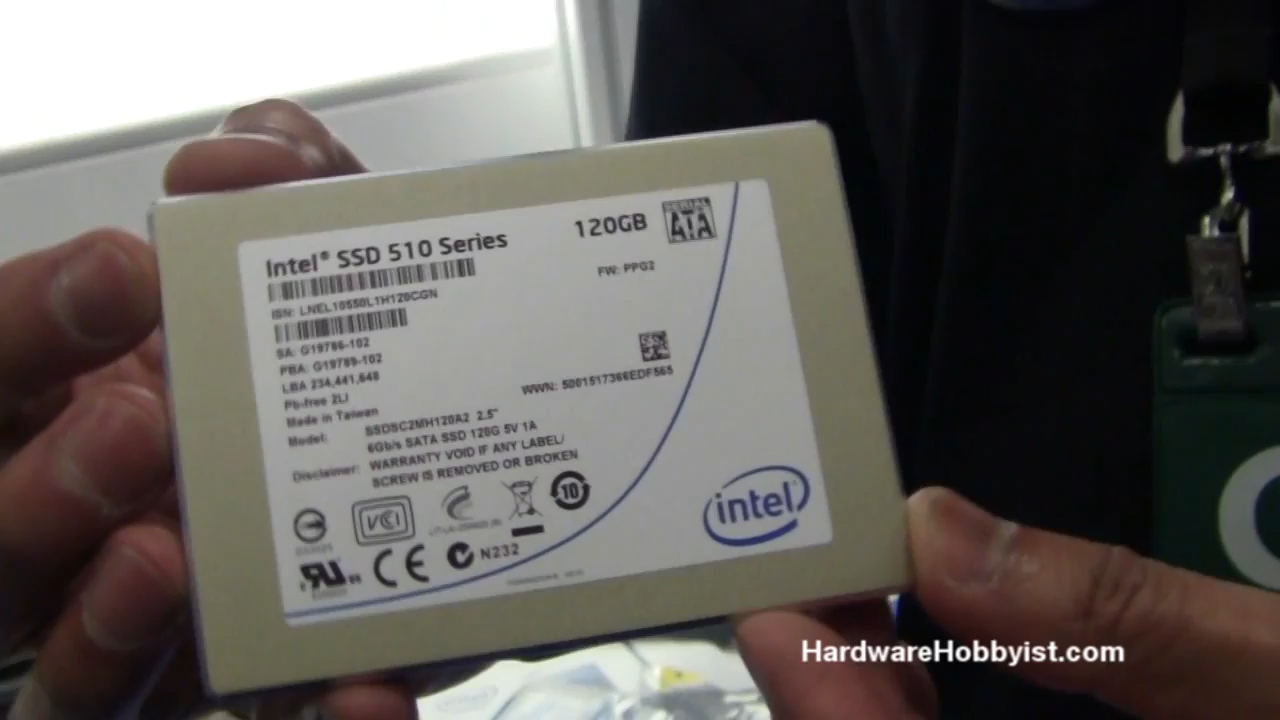 Intel® SSD 510 Series
120GB
SERIAL
ATA
FW: PPG2
ISN: LNEL10550L1H120CGN
SA: G19786-102
PBA: G19789-102
LBA 234,441,648
WWN: 5001517366EDF565
Pb-free 2LI
Made in Taiwan
Model: SSDSC2MH120A2 2.5"
6Gb/s SATA SSD 120G 5V 1A
Disclaimer: WARRANTY VOID IF ANY LABEL/
SCREW IS REMOVED OR BROKEN
VCI
10
CE
N232
intel
HardwareHobbyist.com